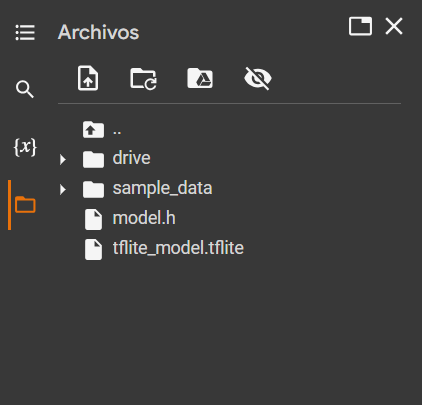 Archivos
{x}
..
drive
sample_data
model.h
tflite_model.tflite